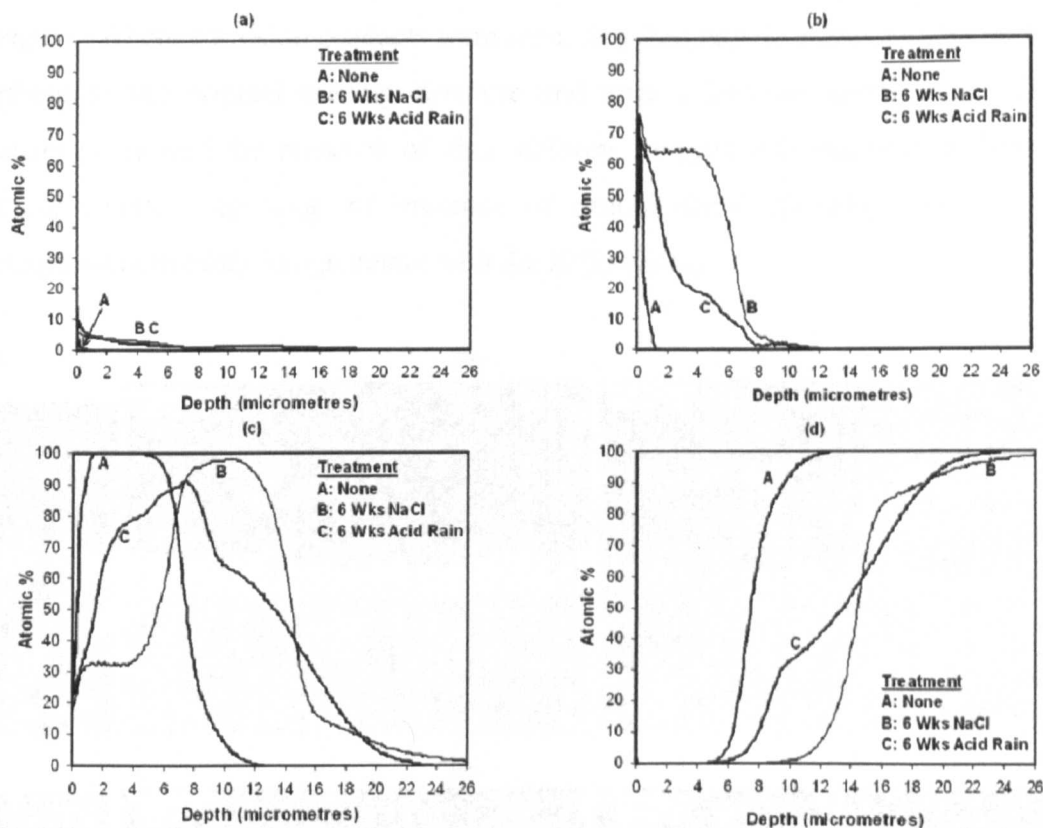 (a)
Treatment
A: None
B: 6 Wks NaCl
C: 6 Wks Acid Rain
Atomic %
100
90
80
70
60
50
40
30
20
10
0
A
B C
0 2 4 6 8 10 12 14 16 18 20 22 24 26
Depth (micrometres)
(b)
Treatment
A: None
B: 6 Wks NaCl
C: 6 Wks Acid Rain
Atomic %
100
90
80
70
60
50
40
30
20
10
0
A
C
B
0 2 4 6 8 10 12 14 16 18 20 22 24 26
Depth (micrometres)
(c)
Treatment
A: None
B: 6 Wks NaCl
C: 6 Wks Acid Rain
Atomic %
100
90
80
70
60
50
40
30
20
10
0
A
B
C
0 2 4 6 8 10 12 14 16 18 20 22 24 26
Depth (micrometres)
(d)
Atomic %
100
90
80
70
60
50
40
30
20
10
0
A
B
C
Treatment
A: None
B: 6 Wks NaCl
C: 6 Wks Acid Rain
0 2 4 6 8 10 12 14 16 18 20 22 24 26
Depth (micrometres)